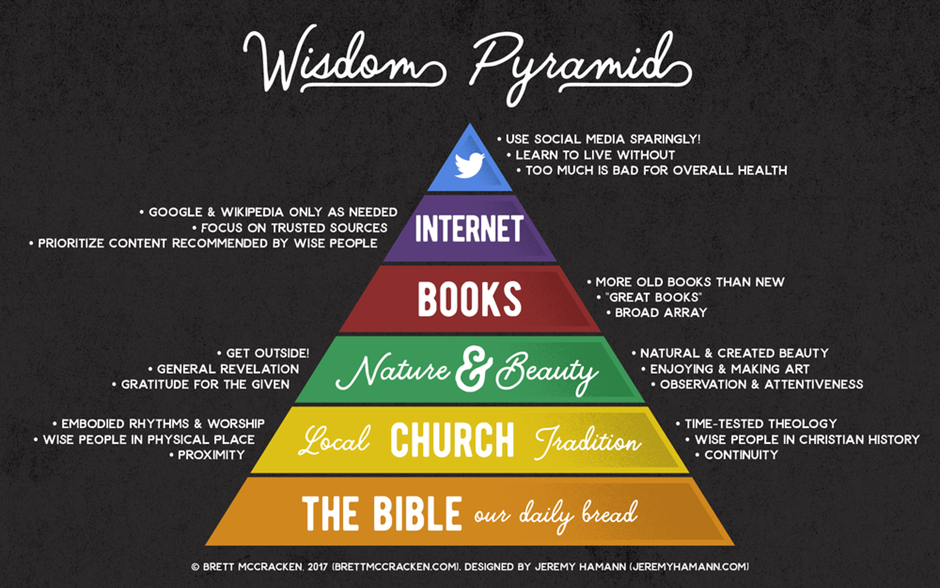 Wisdom Pyramid
• USE SOCIAL MEDIA SPARINGLY!
• LEARN TO LIVE WITHOUT
• TOO MUCH IS BAD FOR OVERALL HEALTH
• GOOGLE & WIKIPEDIA ONLY AS NEEDED
• FOCUS ON TRUSTED SOURCES
• PRIORITIZE CONTENT RECOMMENDED BY WISE PEOPLE
INTERNET
BOOKS
• MORE OLD BOOKS THAN NEW
• "GREAT BOOKS"
• BROAD ARRAY
• GET OUTSIDE!
• GENERAL REVELATION
• GRATITUDE FOR THE GIVEN
Nature & Beauty
• NATURAL & CREATED BEAUTY
• ENJOYING & MAKING ART
• OBSERVATION & ATTENTIVENESS
• EMBODIED RHYTHMS & WORSHIP
• WISE PEOPLE IN PHYSICAL PLACE
• PROXIMITY
Local CHURCH Tradition
• TIME-TESTED THEOLOGY
• WISE PEOPLE IN CHRISTIAN HISTORY
• CONTINUITY
THE BIBLE our daily bread
© BRETT MCCRACKEN, 2017 (BRETTMCCRACKEN.COM). DESIGNED BY JEREMY HAMANN (JEREMYHAMANN.COM)